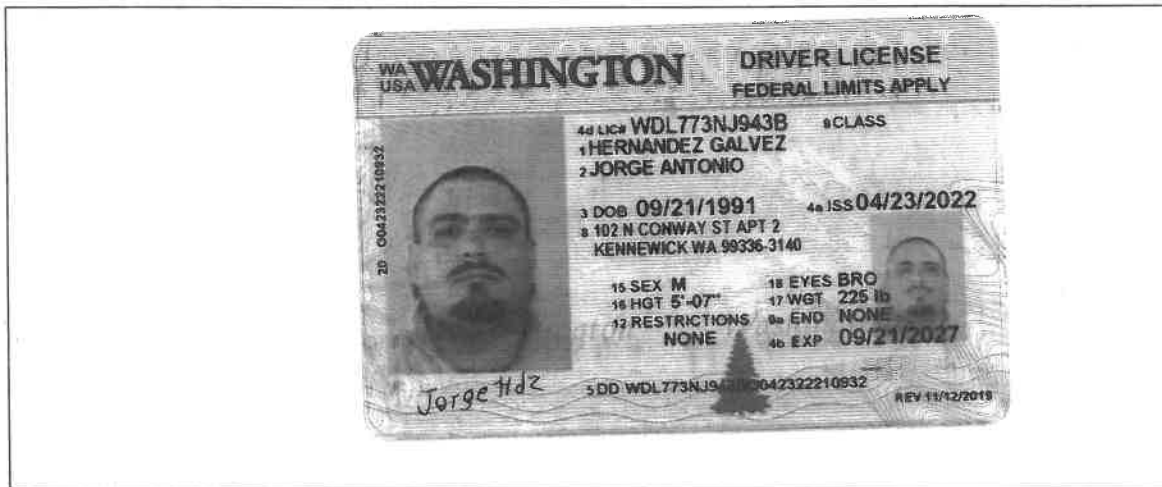 WA USA WASHINGTON
DRIVER LICENSE
FEDERAL LIMITS APPLY
4d LIC# WDL773NJ943B 9 CLASS
1 HERNANDEZ GALVEZ
2 JORGE ANTONIO
3 DOB 09/21/1991 4a ISS 04/23/2022
8 102 N CONWAY ST APT 2
KENNEWICK WA 99336-3140
15 SEX M 18 EYES BRO
16 HGT 5'-07" 17 WGT 225 lb
12 RESTRICTIONS 9a END NONE
NONE 4b EXP 09/21/2027
5 DD WDL773NJ943B0042322210932
REV 11/12/2019
20 0042322210932
Jorge Hdz